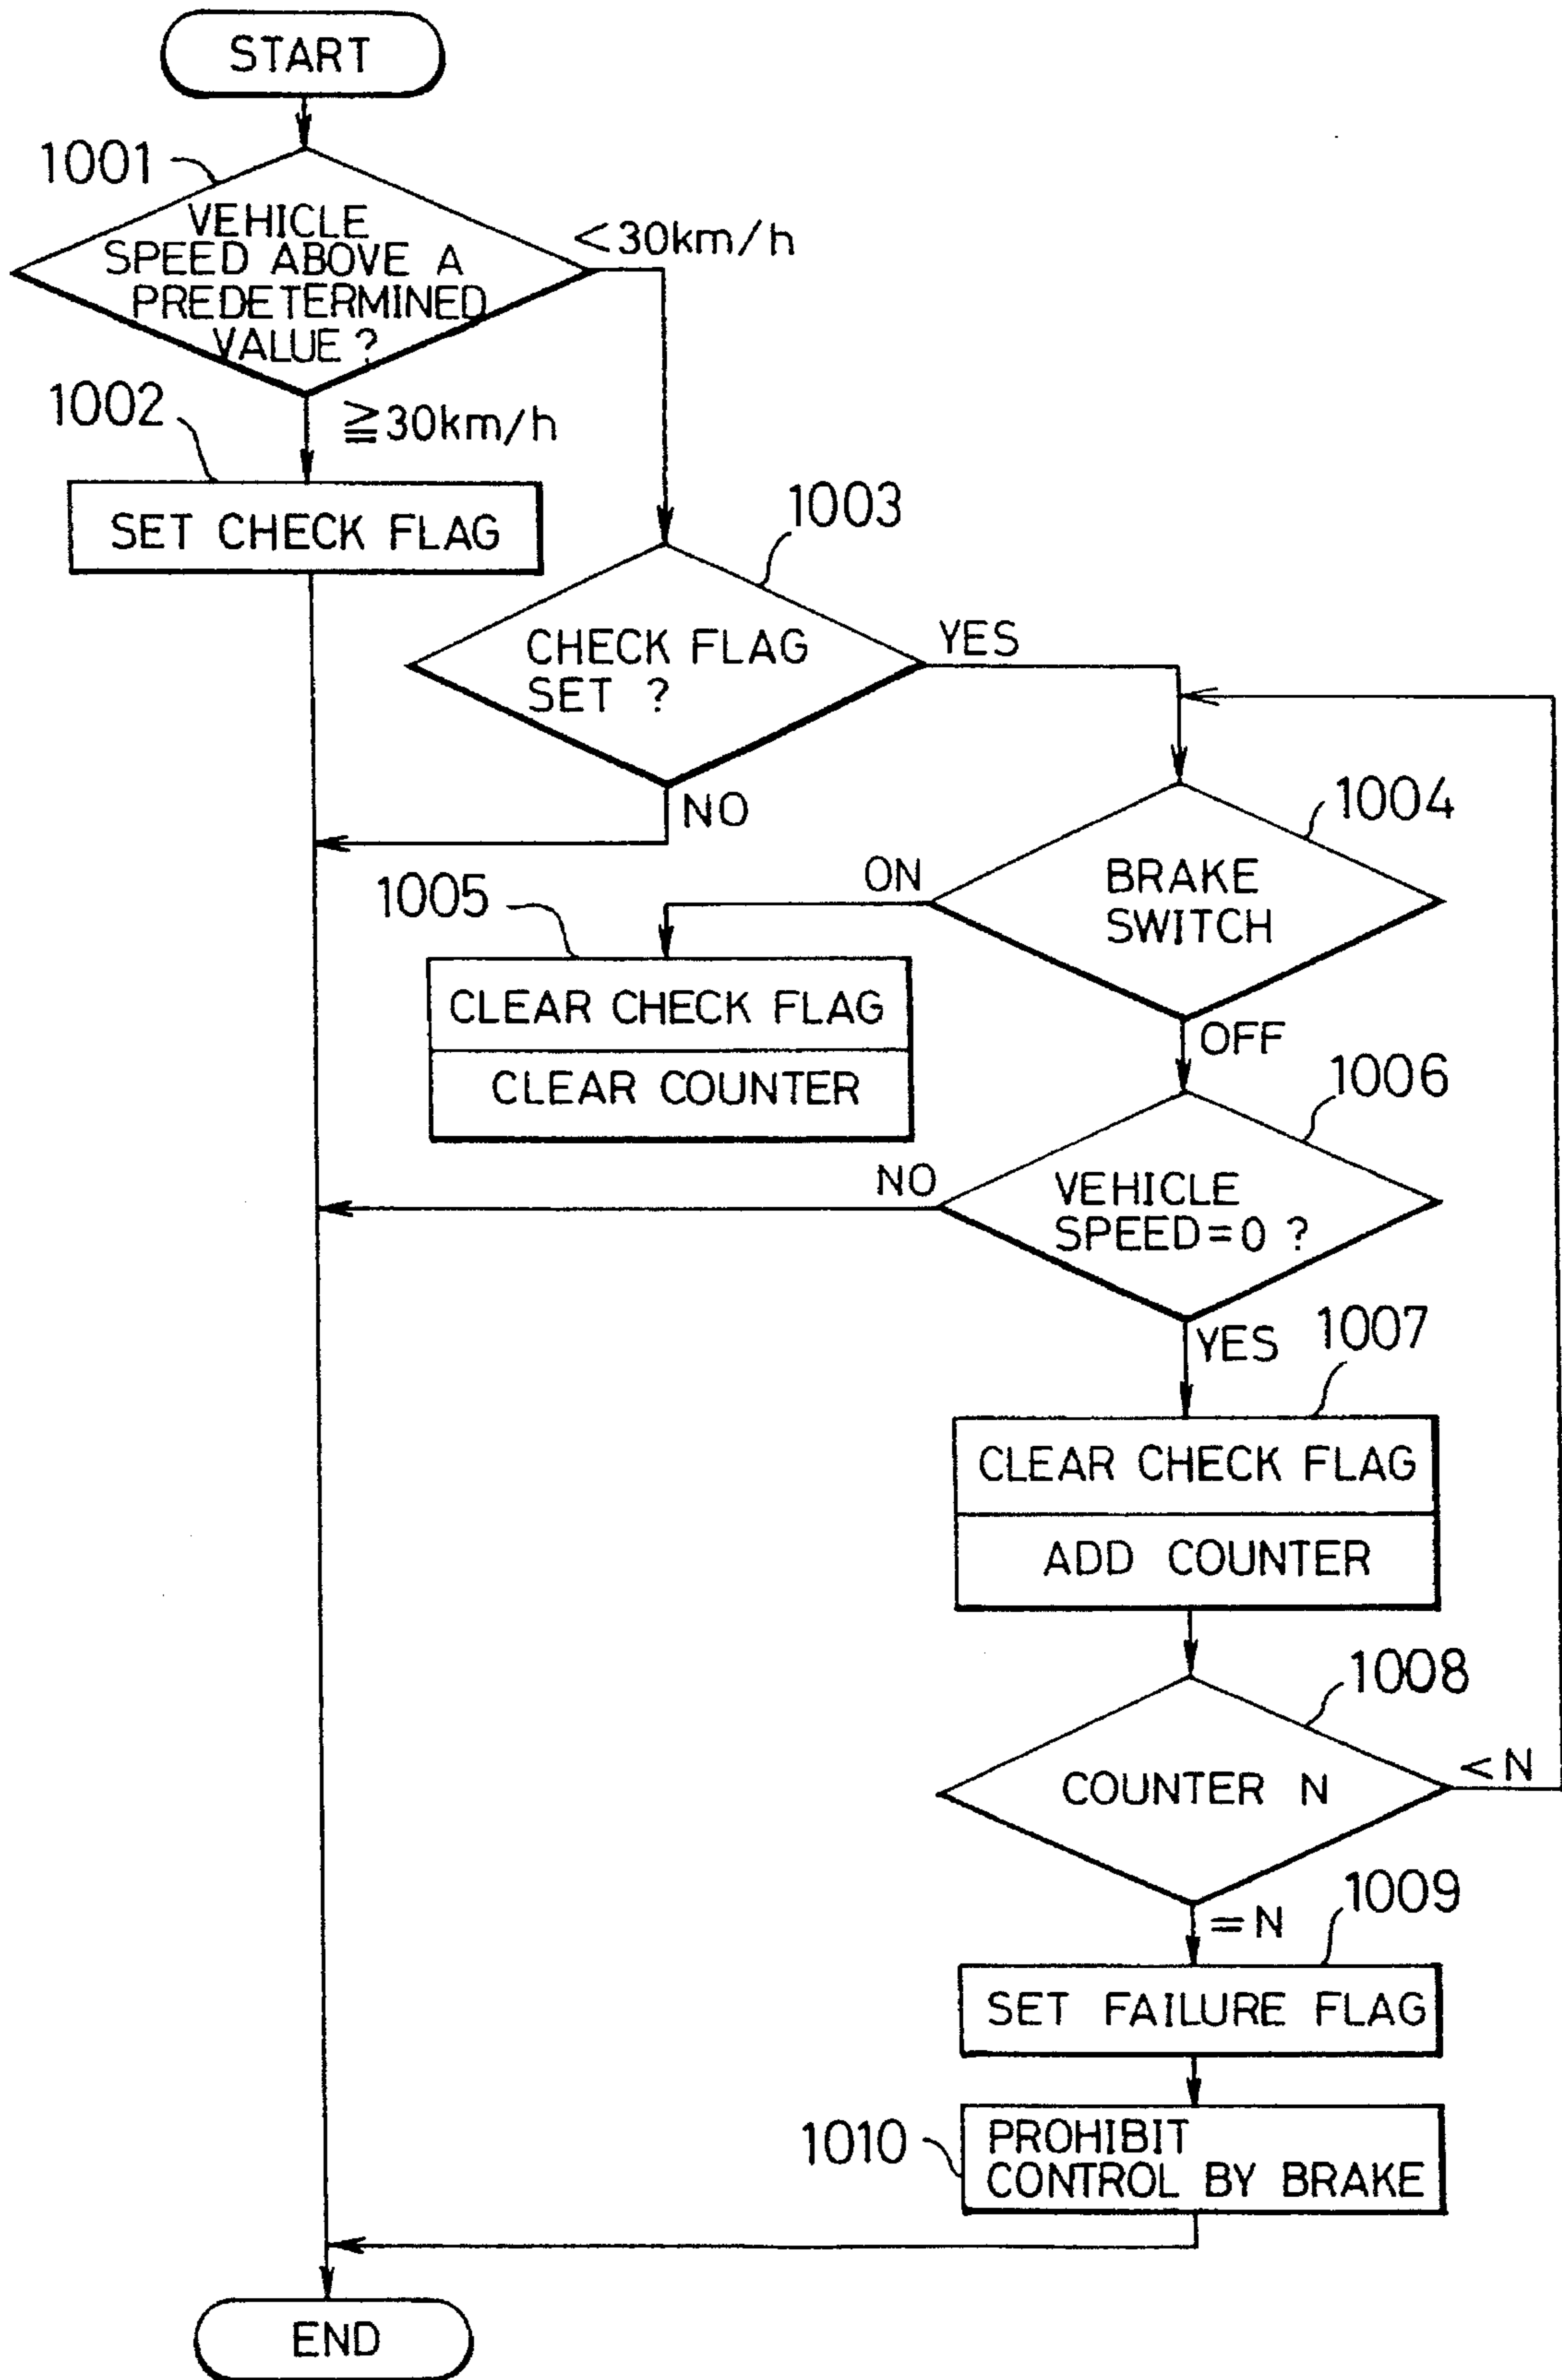 START
1001
VEHICLE
SPEED ABOVE A
PREDETERMINED
VALUE ?
<30km/h
1002
≧30km/h
SET CHECK FLAG
1003
CHECK FLAG
SET ?
YES
NO
1004
BRAKE
SWITCH
ON
1005
CLEAR CHECK FLAG
CLEAR COUNTER
OFF
1006
VEHICLE
SPEED=0 ?
NO
YES
1007
CLEAR CHECK FLAG
ADD COUNTER
1008
COUNTER N
<N
=N
1009
SET FAILURE FLAG
1010
PROHIBIT
CONTROL BY BRAKE
END